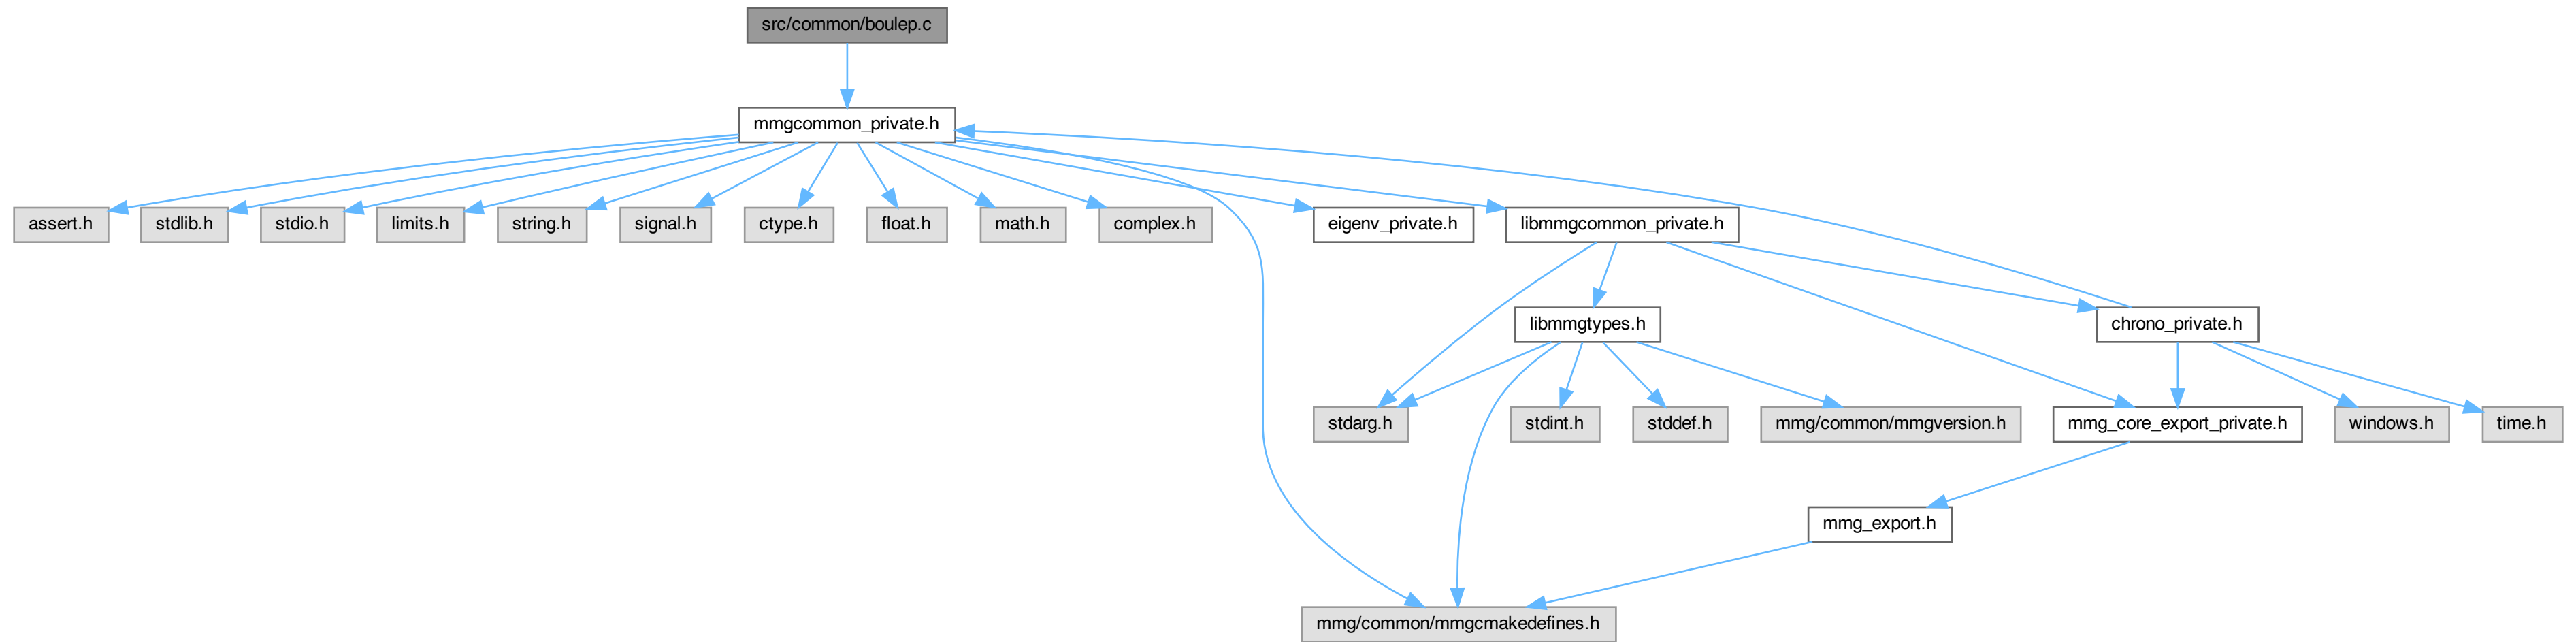 src/common/boulep.c
mmgcommon_private.h
assert.h
stdlib.h
stdio.h
limits.h
string.h
signal.h
ctype.h
float.h
math.h
complex.h
eigenv_private.h
libmmgcommon_private.h
libmmgtypes.h
chrono_private.h
stdarg.h
stdint.h
stddef.h
mmg/common/mmgversion.h
mmg_core_export_private.h
windows.h
time.h
mmg_export.h
mmg/common/mmgcmakedefines.h